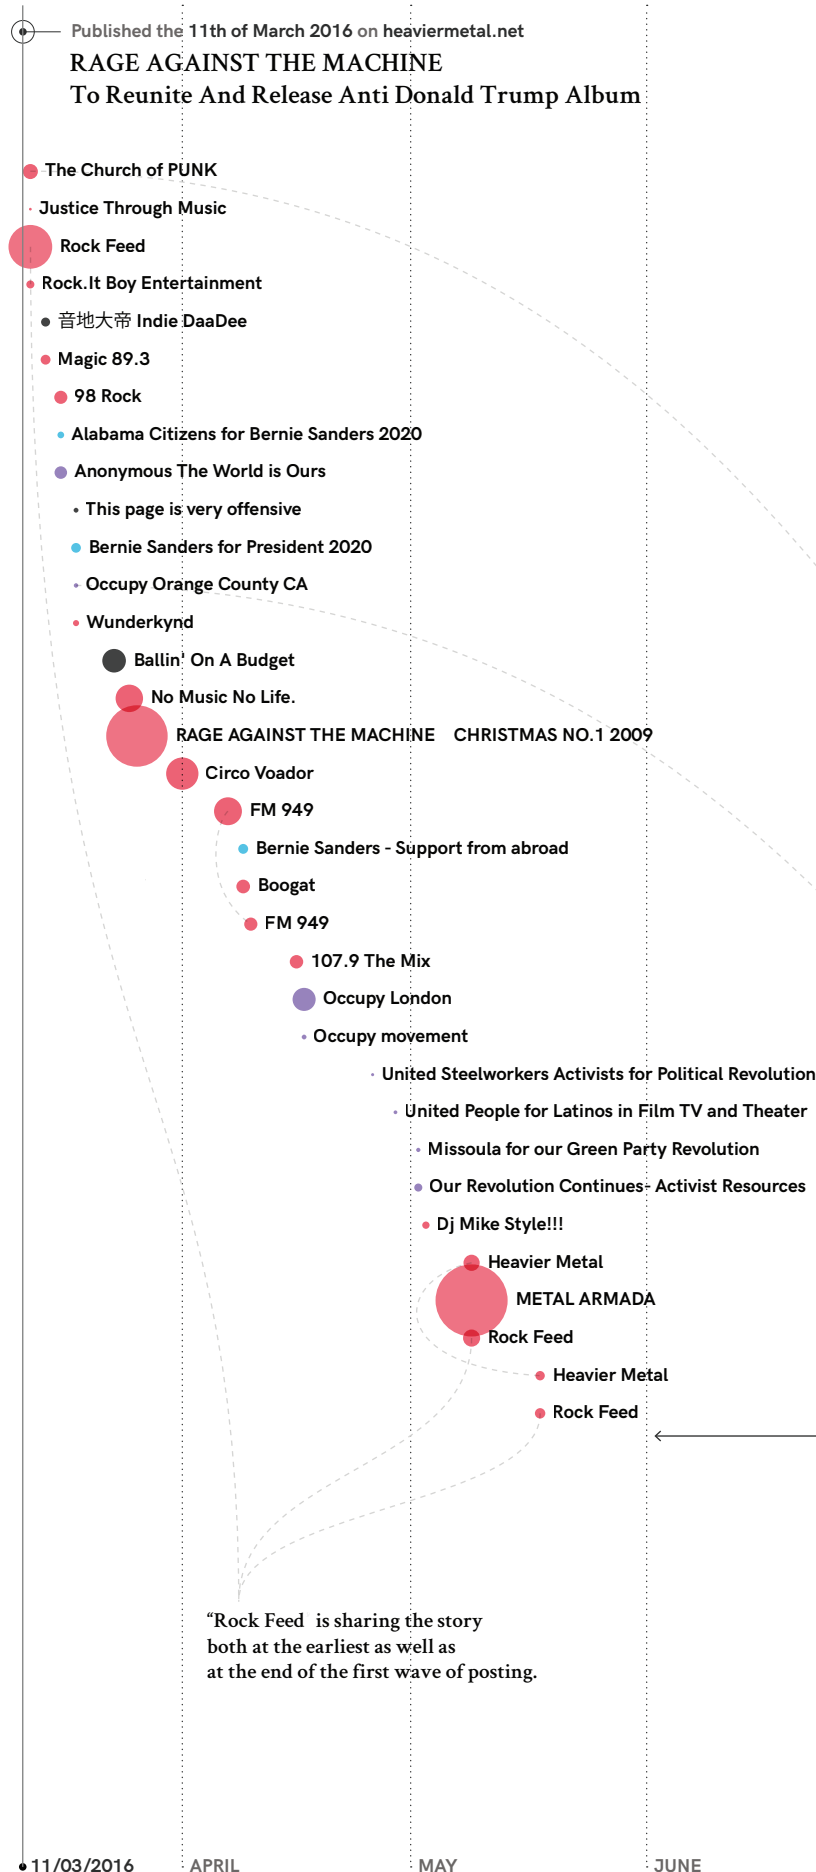 Published the 11th of March 2016 on heaviermetal.net
RAGE AGAINST THE MACHINE
To Reunite And Release Anti Donald Trump Album
The Church of PUNK
Justice Through Music
Rock Feed
Rock.It Boy Entertainment
音地大帝 Indie DaaDee
Magic 89.3
98 Rock
Alabama Citizens for Bernie Sanders 2020
Anonymous The World is Ours
This page is very offensive
Bernie Sanders for President 2020
Occupy Orange County CA
Wunderkynd
Ballin' On A Budget
No Music No Life.
RAGE AGAINST THE MACHINE CHRISTMAS NO.1 2009
Circo Voador
FM 949
Bernie Sanders - Support from abroad
Boogat
FM 949
107.9 The Mix
Occupy London
Occupy movement
United Steelworkers Activists for Political Revolution
United People for Latinos in Film TV and Theater
Missoula for our Green Party Revolution
Our Revolution Continues- Activist Resources
Dj Mike Style!!!
Heavier Metal
METAL ARMADA
Rock Feed
Heavier Metal
Rock Feed
“Rock Feed is sharing the story
both at the earliest as well as
at the end of the first wave of posting.
11/03/2016 APRIL MAY JUNE